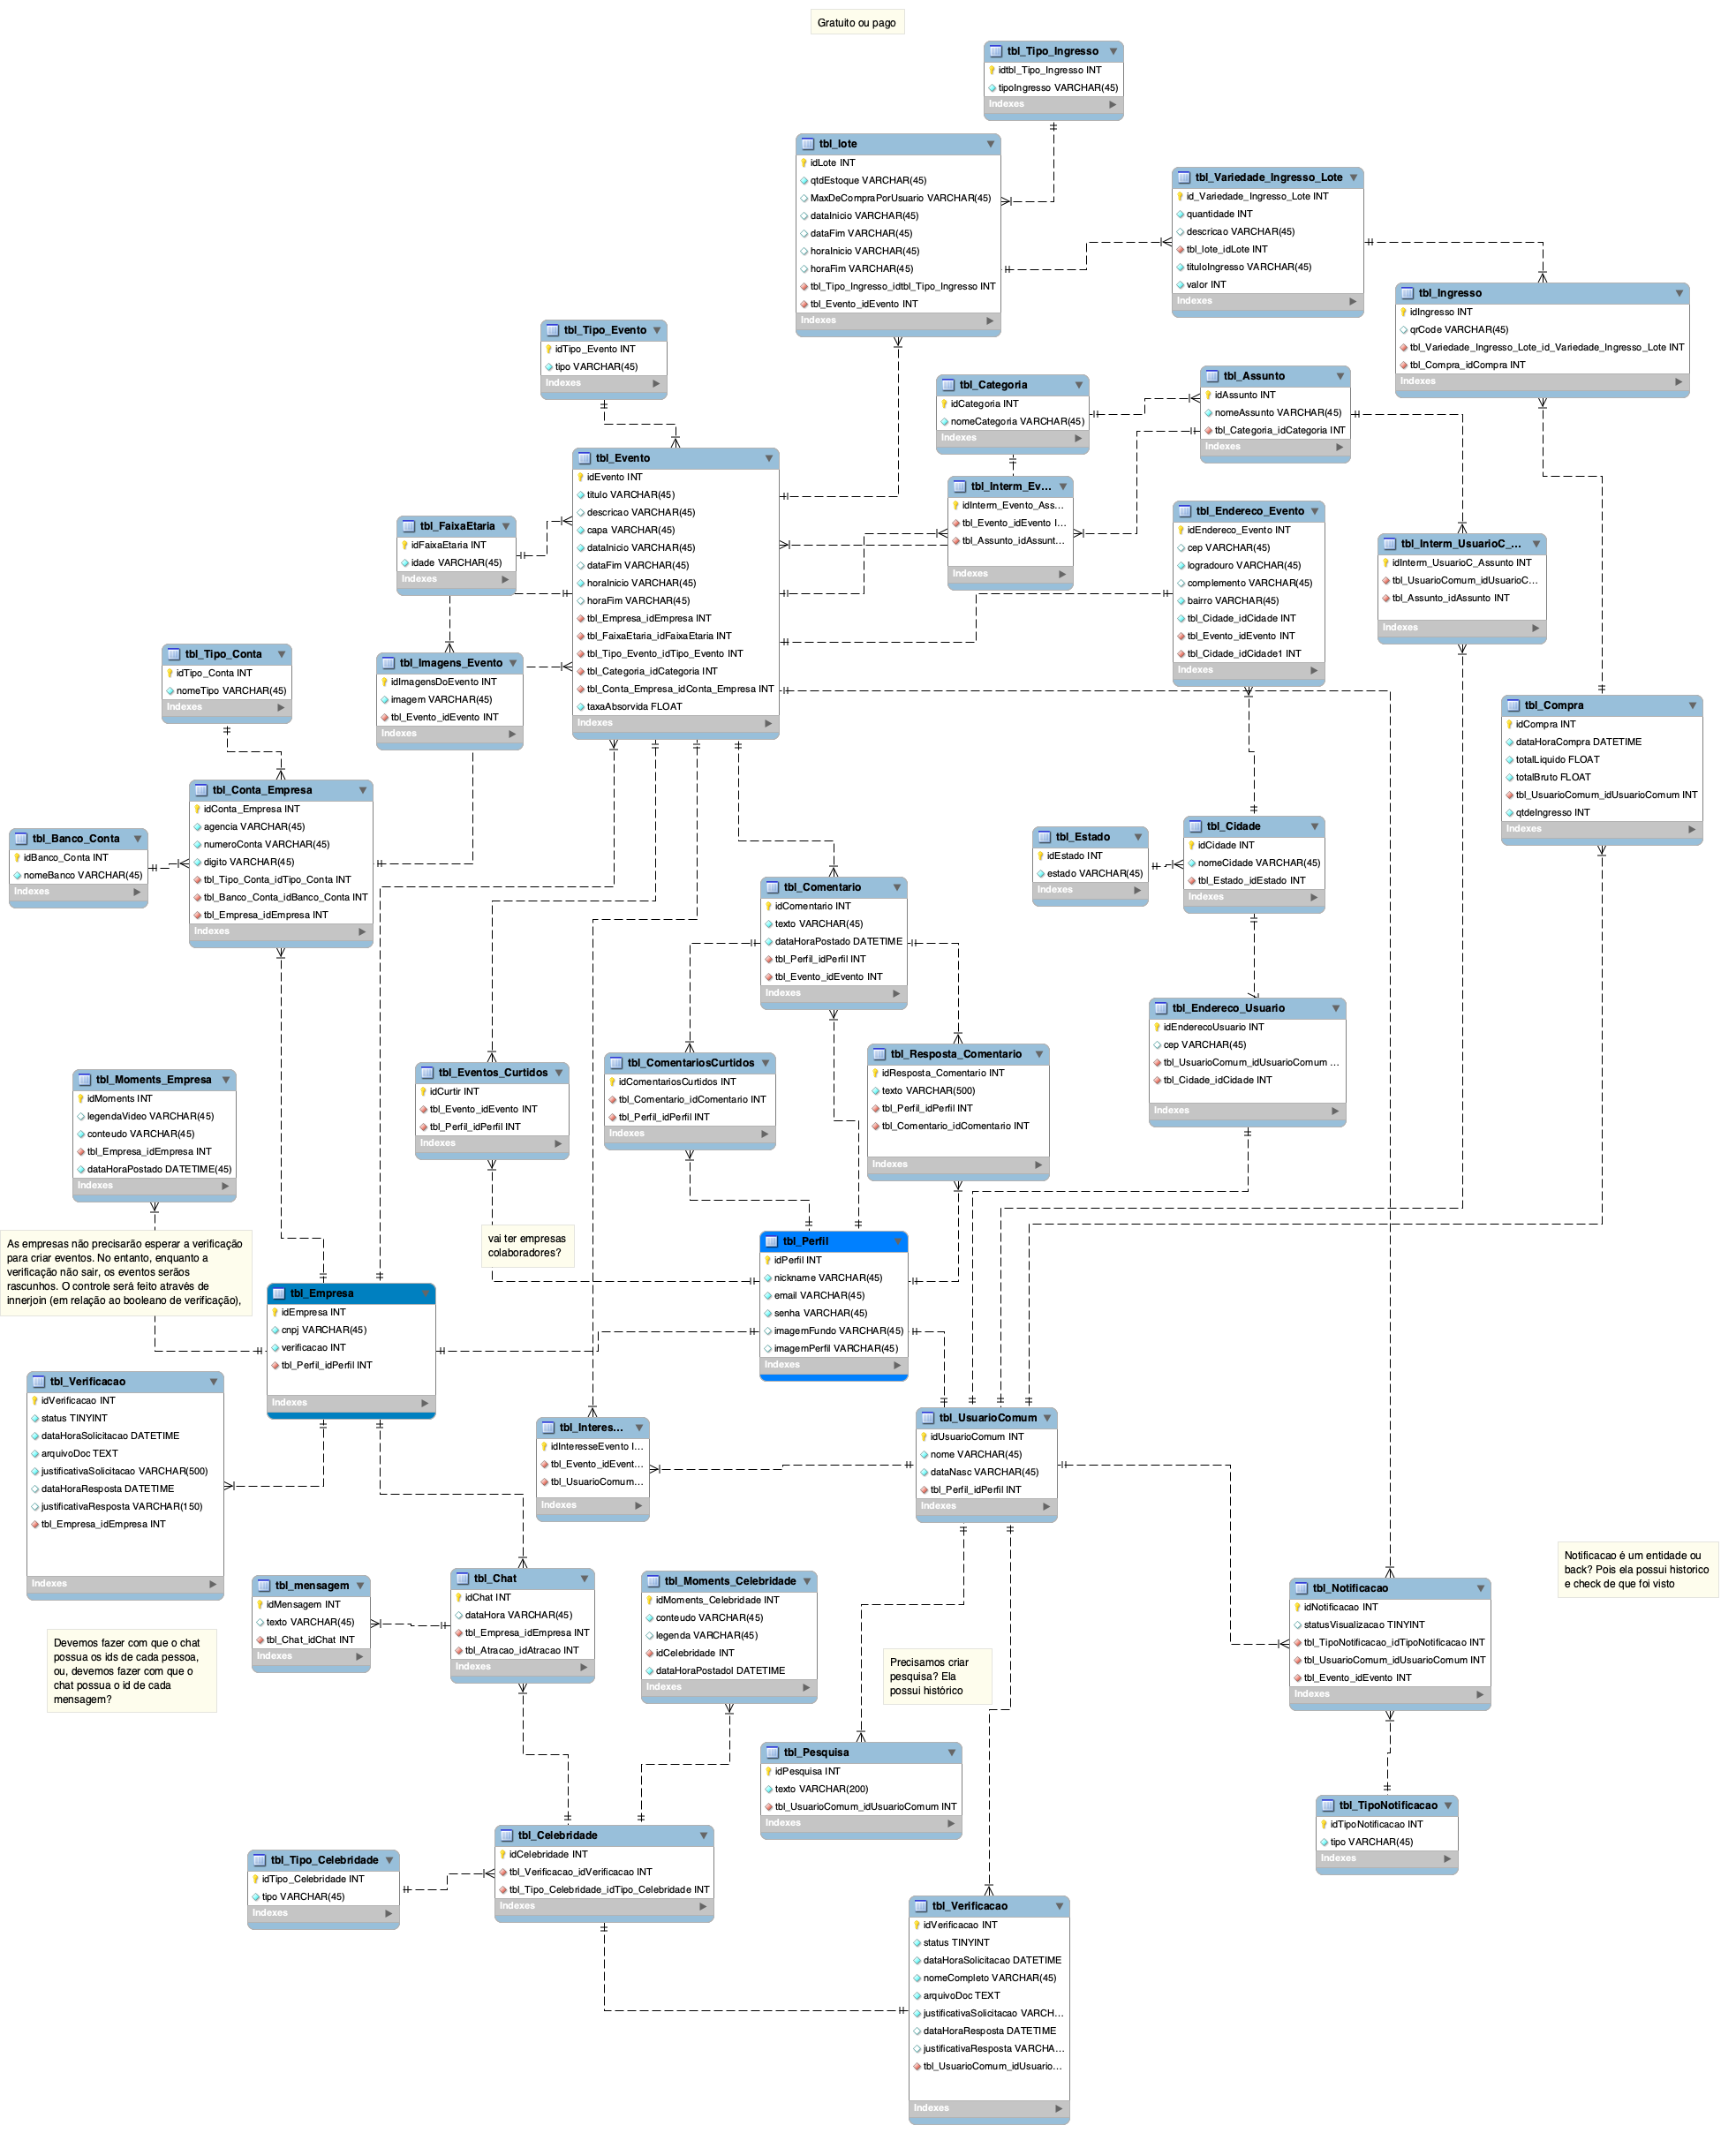 Gratuito ou pago
tbl_Tipo_Ingresso
idtbl_Tipo_Ingresso INT
tipoIngresso VARCHAR(45)
Indexes
tbl_lote
idLote INT
qtdEstoque VARCHAR(45)
MaxDeCompraPorUsuario VARCHAR(45)
dataInicio VARCHAR(45)
dataFim VARCHAR(45)
horaInicio VARCHAR(45)
horaFim VARCHAR(45)
tbl_Tipo_Ingresso_idtbl_Tipo_Ingresso INT
tbl_Evento_idEvento INT
Indexes
tbl_Variedade_Ingresso_Lote
id_Variedade_Ingresso_Lote INT
quantidade INT
descricao VARCHAR(45)
tbl_lote_idLote INT
tituloIngresso VARCHAR(45)
valor INT
Indexes
tbl_Ingresso
idIngresso INT
qrCode VARCHAR(45)
tbl_Variedade_Ingresso_Lote_id_Variedade_Ingresso_Lote INT
tbl_Compra_idCompra INT
Indexes
tbl_Tipo_Evento
idTipo_Evento INT
tipo VARCHAR(45)
Indexes
tbl_Categoria
idCategoria INT
nomeCategoria VARCHAR(45)
Indexes
tbl_Assunto
idAssunto INT
nomeAssunto VARCHAR(45)
tbl_Categoria_idCategoria INT
Indexes
tbl_Evento
idEvento INT
titulo VARCHAR(45)
descricao VARCHAR(45)
capa VARCHAR(45)
dataInicio VARCHAR(45)
dataFim VARCHAR(45)
horaInicio VARCHAR(45)
horaFim VARCHAR(45)
tbl_Empresa_idEmpresa INT
tbl_FaixaEtaria_idFaixaEtaria INT
tbl_Tipo_Evento_idTipo_Evento INT
tbl_Categoria_idCategoria INT
tbl_Conta_Empresa_idConta_Empresa INT
taxaAbsorvida FLOAT
Indexes
tbl_Interm_Ev...
idInterm_Evento_Ass...
tbl_Evento_idEvento I...
tbl_Assunto_idAssunt...
Indexes
tbl_Endereco_Evento
idEndereco_Evento INT
cep VARCHAR(45)
logradouro VARCHAR(45)
complemento VARCHAR(45)
bairro VARCHAR(45)
tbl_Cidade_idCidade INT
tbl_Evento_idEvento INT
tbl_Cidade_idCidade1 INT
Indexes
tbl_Interm_UsuarioC_...
idInterm_UsuarioC_Assunto INT
tbl_UsuarioComum_idUsuarioC...
tbl_Assunto_idAssunto INT
Indexes
tbl_FaixaEtaria
idFaixaEtaria INT
idade VARCHAR(45)
Indexes
tbl_Tipo_Conta
idTipo_Conta INT
nomeTipo VARCHAR(45)
Indexes
tbl_Imagens_Evento
idImagensDoEvento INT
imagem VARCHAR(45)
tbl_Evento_idEvento INT
Indexes
tbl_Compra
idCompra INT
dataHoraCompra DATETIME
totalLiquido FLOAT
totalBruto FLOAT
tbl_UsuarioComum_idUsuarioComum INT
qtdeIngresso INT
Indexes
tbl_Conta_Empresa
idConta_Empresa INT
agencia VARCHAR(45)
numeroConta VARCHAR(45)
digito VARCHAR(45)
tbl_Tipo_Conta_idTipo_Conta INT
tbl_Banco_Conta_idBanco_Conta INT
tbl_Empresa_idEmpresa INT
Indexes
tbl_Banco_Conta
idBanco_Conta INT
nomeBanco VARCHAR(45)
Indexes
tbl_Estado
idEstado INT
estado VARCHAR(45)
Indexes
tbl_Cidade
idCidade INT
nomeCidade VARCHAR(45)
tbl_Estado_idEstado INT
Indexes
tbl_Comentario
idComentario INT
texto VARCHAR(45)
dataHoraPostado DATETIME
tbl_Perfil_idPerfil INT
tbl_Evento_idEvento INT
Indexes
tbl_Endereco_Usuario
idEnderecoUsuario INT
cep VARCHAR(45)
tbl_UsuarioComum_idUsuarioComum ...
tbl_Cidade_idCidade INT
Indexes
tbl_Moments_Empresa
idMoments INT
legendaVideo VARCHAR(45)
conteudo VARCHAR(45)
tbl_Empresa_idEmpresa INT
dataHoraPostado DATETIME(45)
Indexes
tbl_Eventos_Curtidos
idCurtir INT
tbl_Evento_idEvento INT
tbl_Perfil_idPerfil INT
Indexes
tbl_ComentariosCurtidos
idComentariosCurtidos INT
tbl_Comentario_idComentario INT
tbl_Perfil_idPerfil INT
Indexes
tbl_Resposta_Comentario
idResposta_Comentario INT
texto VARCHAR(500)
tbl_Perfil_idPerfil INT
tbl_Comentario_idComentario INT
Indexes
As empresas não precisarão esperar a verificação
para criar eventos. No entanto, enquanto a
verificação não sair, os eventos serãos
rascunhos. O controle será feito através de
innerjoin (em relação ao booleano de verificação),
vai ter empresas
colaboradores?
tbl_Perfil
idPerfil INT
nickname VARCHAR(45)
email VARCHAR(45)
senha VARCHAR(45)
imagemFundo VARCHAR(45)
imagemPerfil VARCHAR(45)
Indexes
tbl_Empresa
idEmpresa INT
cnpj VARCHAR(45)
verificacao INT
tbl_Perfil_idPerfil INT
Indexes
tbl_Verificacao
idVerificacao INT
status TINYINT
dataHoraSolicitacao DATETIME
arquivoDoc TEXT
justificativaSolicitacao VARCHAR(500)
dataHoraResposta DATETIME
justificativaResposta VARCHAR(150)
tbl_Empresa_idEmpresa INT
Indexes
tbl_Interes...
idInteresseEvento I...
tbl_Evento_idEvent...
tbl_UsuarioComum...
Indexes
tbl_UsuarioComum
idUsuarioComum INT
nome VARCHAR(45)
dataNasc VARCHAR(45)
tbl_Perfil_idPerfil INT
Indexes
Notificacao é um entidade ou
back? Pois ela possui historico
e check de que foi visto
tbl_mensagem
idMensagem INT
texto VARCHAR(45)
tbl_Chat_idChat INT
Indexes
tbl_Chat
idChat INT
dataHora VARCHAR(45)
tbl_Empresa_idEmpresa INT
tbl_Atracao_idAtracao INT
Indexes
tbl_Moments_Celebridade
idMoments_Celebridade INT
conteudo VARCHAR(45)
legenda VARCHAR(45)
idCelebridade INT
dataHoraPostadol DATETIME
Indexes
tbl_Notificacao
idNotificacao INT
statusVisualizacao TINYINT
tbl_TipoNotificacao_idTipoNotificacao INT
tbl_UsuarioComum_idUsuarioComum INT
tbl_Evento_idEvento INT
Indexes
Devemos fazer com que o chat
possua os ids de cada pessoa,
ou, devemos fazer com que o
chat possua o id de cada
mensagem?
Precisamos criar
pesquisa? Ela
possui histórico
tbl_Pesquisa
idPesquisa INT
texto VARCHAR(200)
tbl_UsuarioComum_idUsuarioComum INT
Indexes
tbl_TipoNotificacao
idTipoNotificacao INT
tipo VARCHAR(45)
Indexes
tbl_Celebridade
idCelebridade INT
tbl_Verificacao_idVerificacao INT
tbl_Tipo_Celebridade_idTipo_Celebridade INT
Indexes
tbl_Tipo_Celebridade
idTipo_Celebridade INT
tipo VARCHAR(45)
Indexes
tbl_Verificacao
idVerificacao INT
status TINYINT
dataHoraSolicitacao DATETIME
nomeCompleto VARCHAR(45)
arquivoDoc TEXT
justificativaSolicitacao VARCH...
dataHoraResposta DATETIME
justificativaResposta VARCHA...
tbl_UsuarioComum_idUsuario...
Indexes